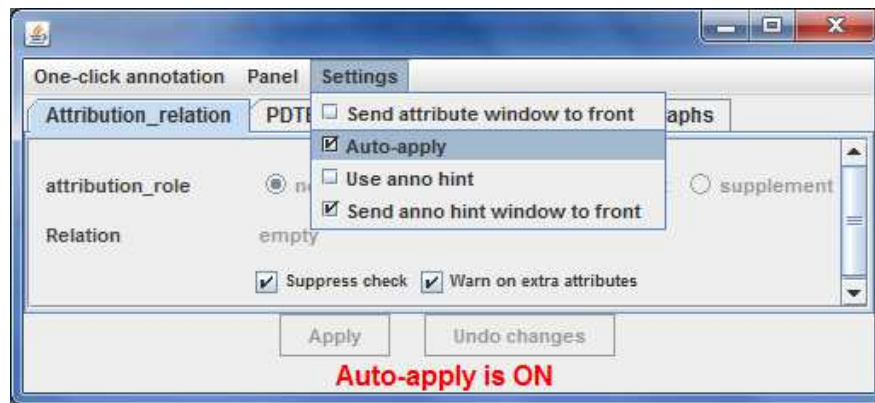 One-click annotation Panel Settings
Attribution_relation PDTB aphs
Send attribute window to front
Auto-apply
Use anno hint
Send anno hint window to front
attribution_role supplement
Relation empty
Suppress check Warn on extra attributes
Apply Undo changes
Auto-apply is ON